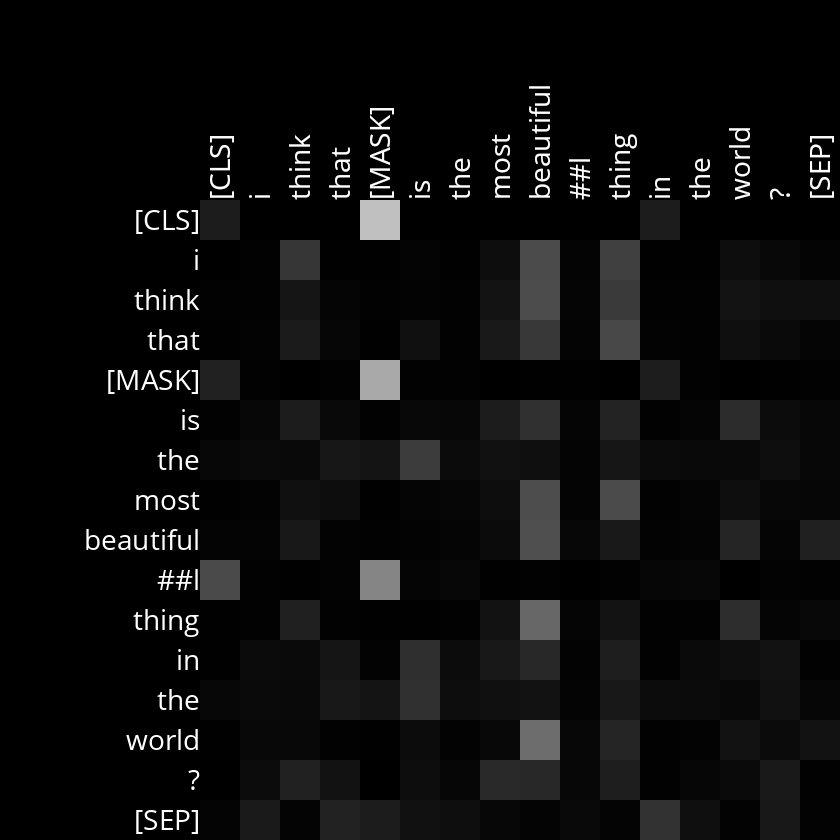 [CLS] i think that [MASK] is the most beautiful ##l thing in the world ? [SEP]
[CLS]
i
think
that
[MASK]
is
the
most
beautiful
##l
thing
in
the
world
?
[SEP]